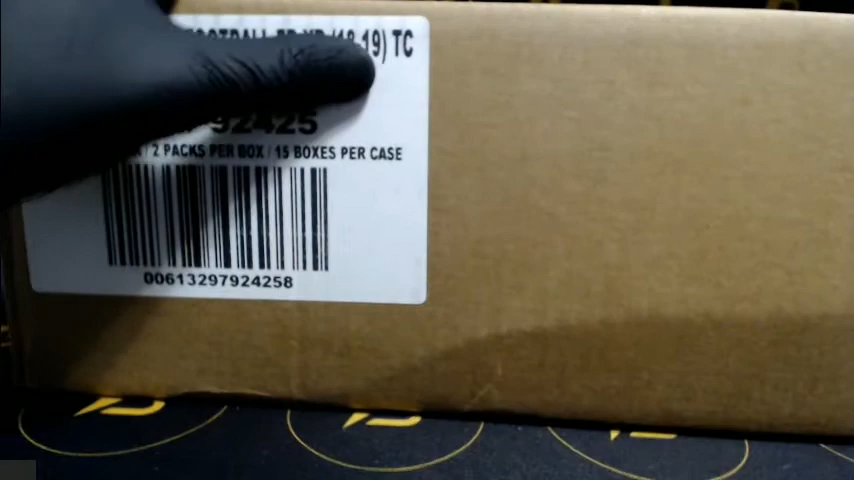 (18-19) TC
92425
2 PACKS PER BOX / 15 BOXES PER CASE
00613297924258